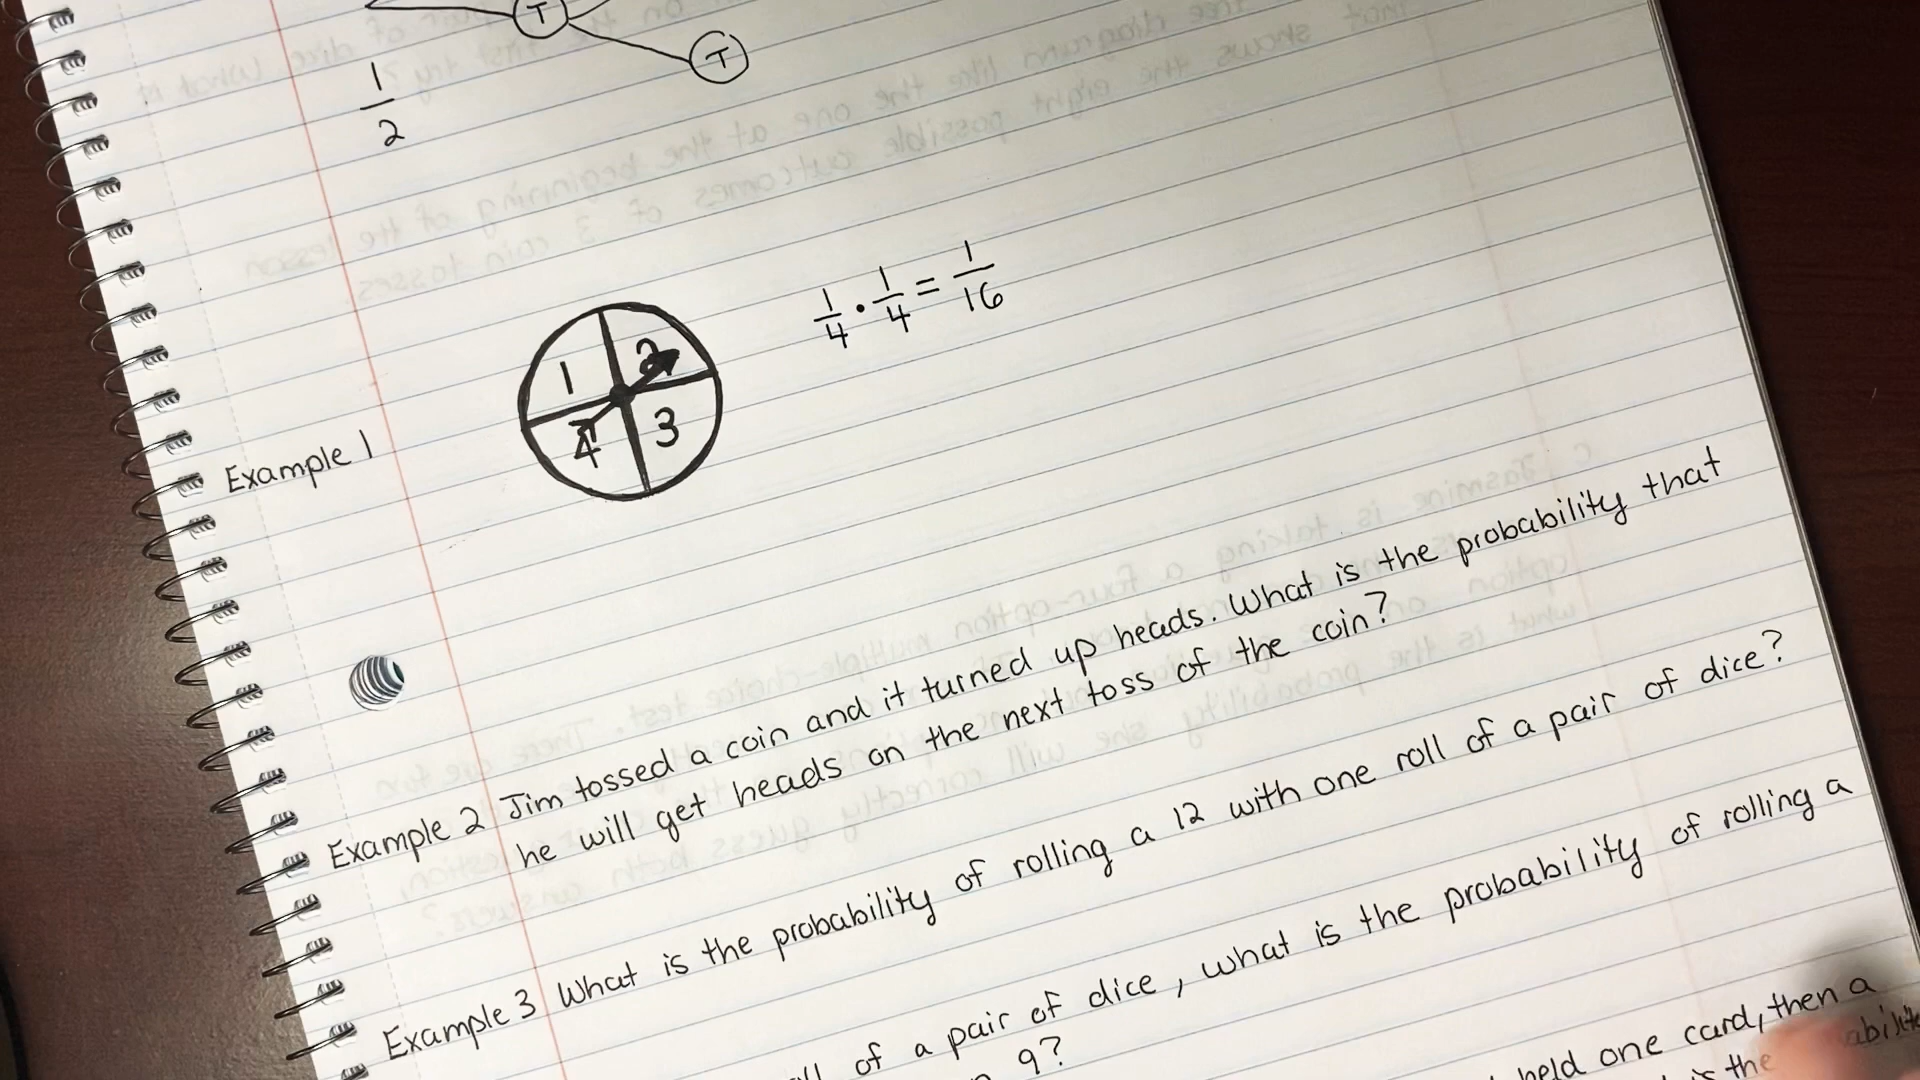 T
T
1
2
1/4 · 1/4 = 1/16
1 2
4 3
Example 1
Example 2 Jim tossed a coin and it turned up heads. What is the probability that
he will get heads on the next toss of the coin?
Example 3 What is the probability of rolling a 12 with one roll of a pair of dice?
of a pair of dice, what is the probability of rolling a
9?
held one card, then a
is the